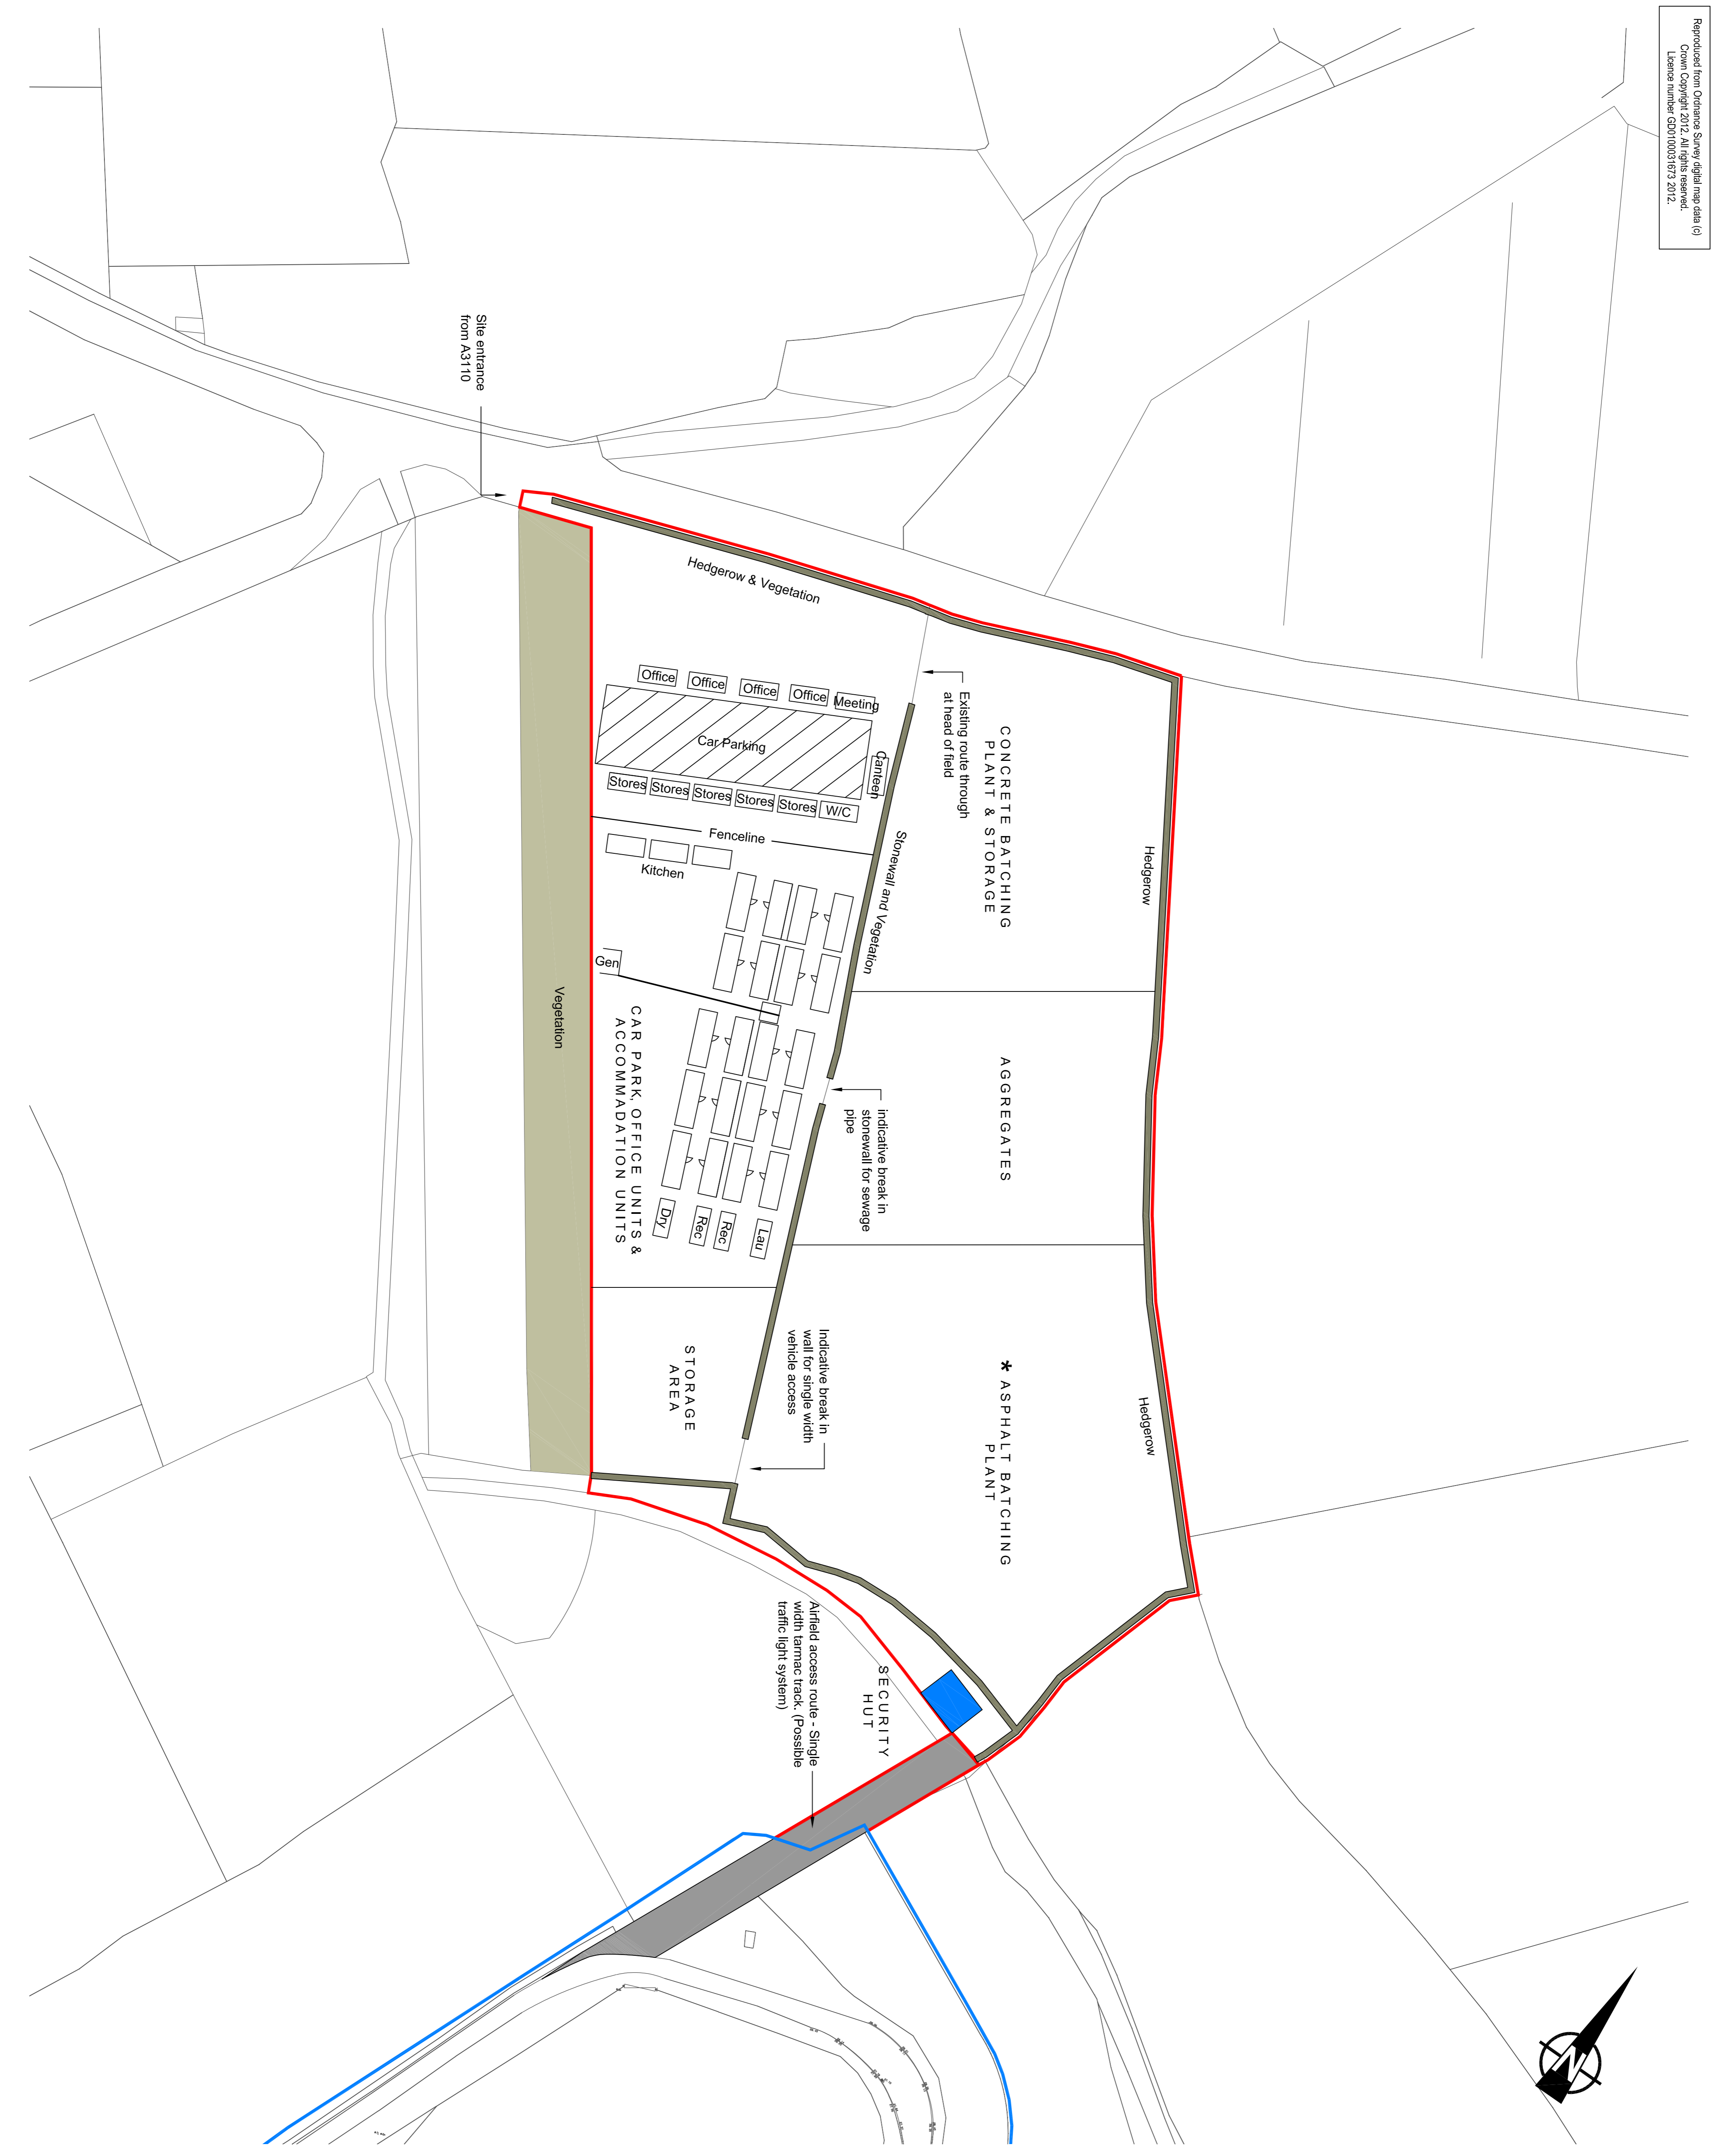 Reproduced from Ordnance Survey digital map data (c)
Crown Copyright 2012. All rights reserved.
Licence number GD0100031673 2012.
Site entrance
from A3110
Hedgerow & Vegetation
Office
Office
Office
Office
Meeting
Car Parking
Canteen
Stores
Stores
Stores
Stores
Stores
W/C
Fenceline
Kitchen
Existing route through
at head of field
CONCRETE BATCHING
PLANT & STORAGE
Hedgerow
Stonewall and Vegetation
Gen
Vegetation
CAR PARK, OFFICE UNITS &
ACCOMMADATION UNITS
AGGREGATES
indicative break in
stonewall for sewage
pipe
Dry
Rec
Rec
Lau
STORAGE
AREA
Indicative break in
wall for single width
vehicle access
* ASPHALT BATCHING
PLANT
Hedgerow
Airfield access route - Single
width tarmac track. (Possible
traffic light system)
SECURITY
HUT
N